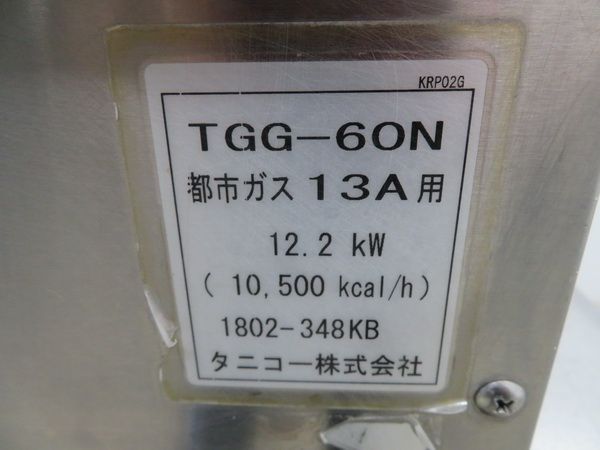 KRP02G
TGG-60N
都市ガス 13A用
12.2 kW
( 10,500 kcal/h)
1802-348KB
タニコー株式会社